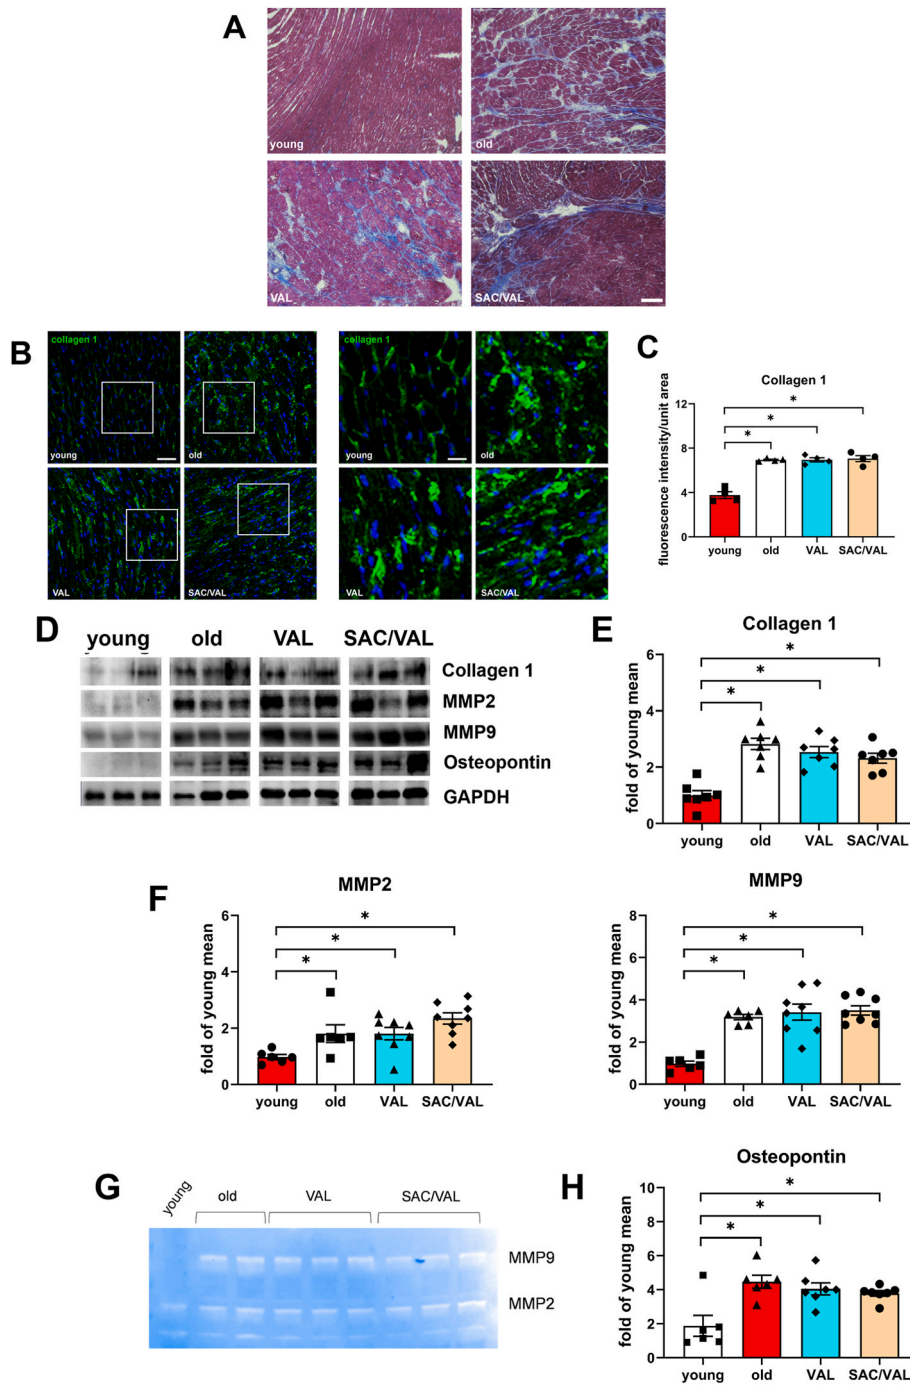 A
young
old
VAL
SAC/VAL
B
collagen 1
young
old
VAL
SAC/VAL
collagen 1
young
old
VAL
SAC/VAL
C
Collagen 1
fluorescence intensity/unit area
12
8
4
0
*
*
*
young old VAL SAC/VAL
D
young old VAL SAC/VAL
Collagen 1
MMP2
MMP9
Osteopontin
GAPDH
E
Collagen 1
fold of young mean
6
4
2
0
*
*
*
young old VAL SAC/VAL
F
MMP2
fold of young mean
6
4
2
0
*
*
*
young old VAL SAC/VAL
MMP9
fold of young mean
8
6
4
2
0
*
*
*
young old VAL SAC/VAL
G
young old VAL SAC/VAL
MMP9
MMP2
H
Osteopontin
fold of young mean
10
8
6
4
2
0
*
*
*
young old VAL SAC/VAL